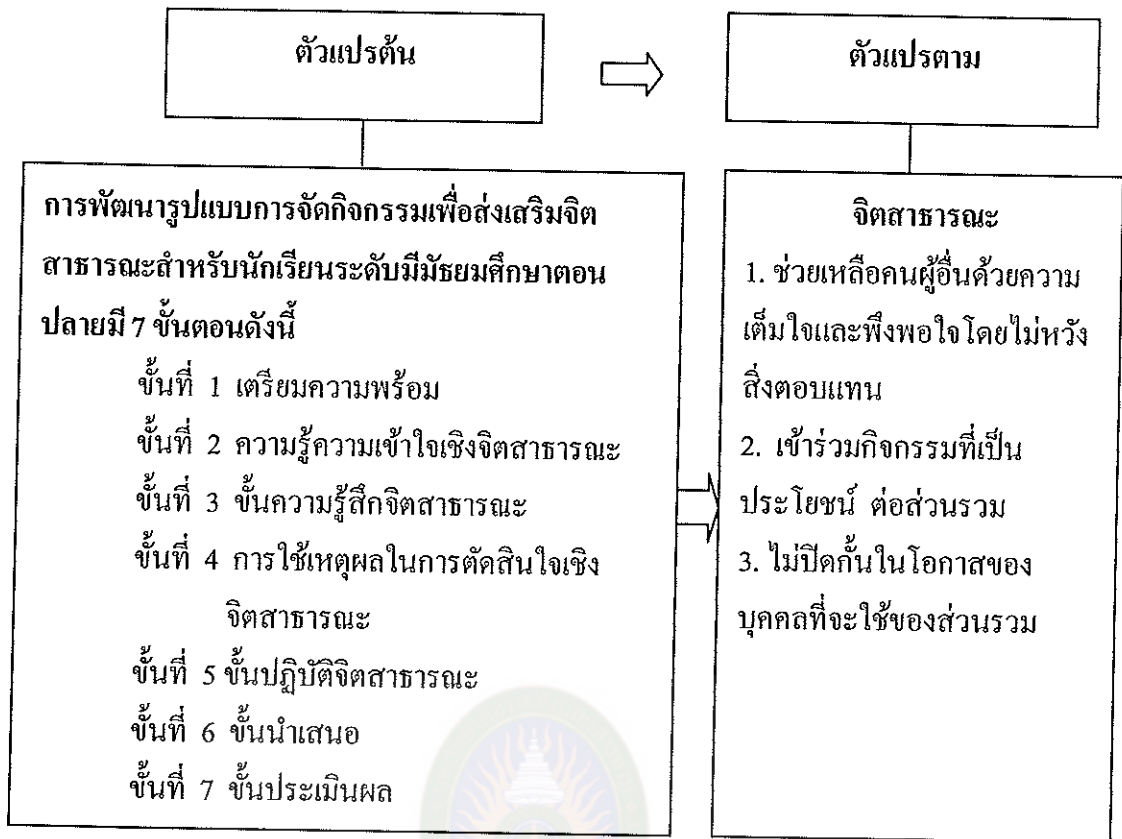 ตัวแปรต้น
ตัวแปรตาม
การพัฒนารูปแบบการจัดกิจกรรมเพื่อส่งเสริมจิต
สาธารณะสำหรับนักเรียนระดับมีมัธยมศึกษาตอน
ปลายมี 7 ขั้นตอนดังนี้
ขั้นที่ 1 เตรียมความพร้อม
ขั้นที่ 2 ความรู้ความเข้าใจเชิงจิตสาธารณะ
ขั้นที่ 3 ขั้นความรู้สึกจิตสาธารณะ
ขั้นที่ 4 การใช้เหตุผลในการตัดสินใจเชิง
จิตสาธารณะ
ขั้นที่ 5 ขั้นปฏิบัติจิตสาธารณะ
ขั้นที่ 6 ขั้นนำเสนอ
ขั้นที่ 7 ขั้นประเมินผล
จิตสาธารณะ
1. ช่วยเหลือคนผู้อื่นด้วยความ
เต็มใจและพึงพอใจโดยไม่หวัง
สิ่งตอบแทน
2. เข้าร่วมกิจกรรมที่เป็น
ประโยชน์ ต่อส่วนรวม
3. ไม่ปิดกั้นในโอกาสของ
บุคคลที่จะใช้ของส่วนรวม